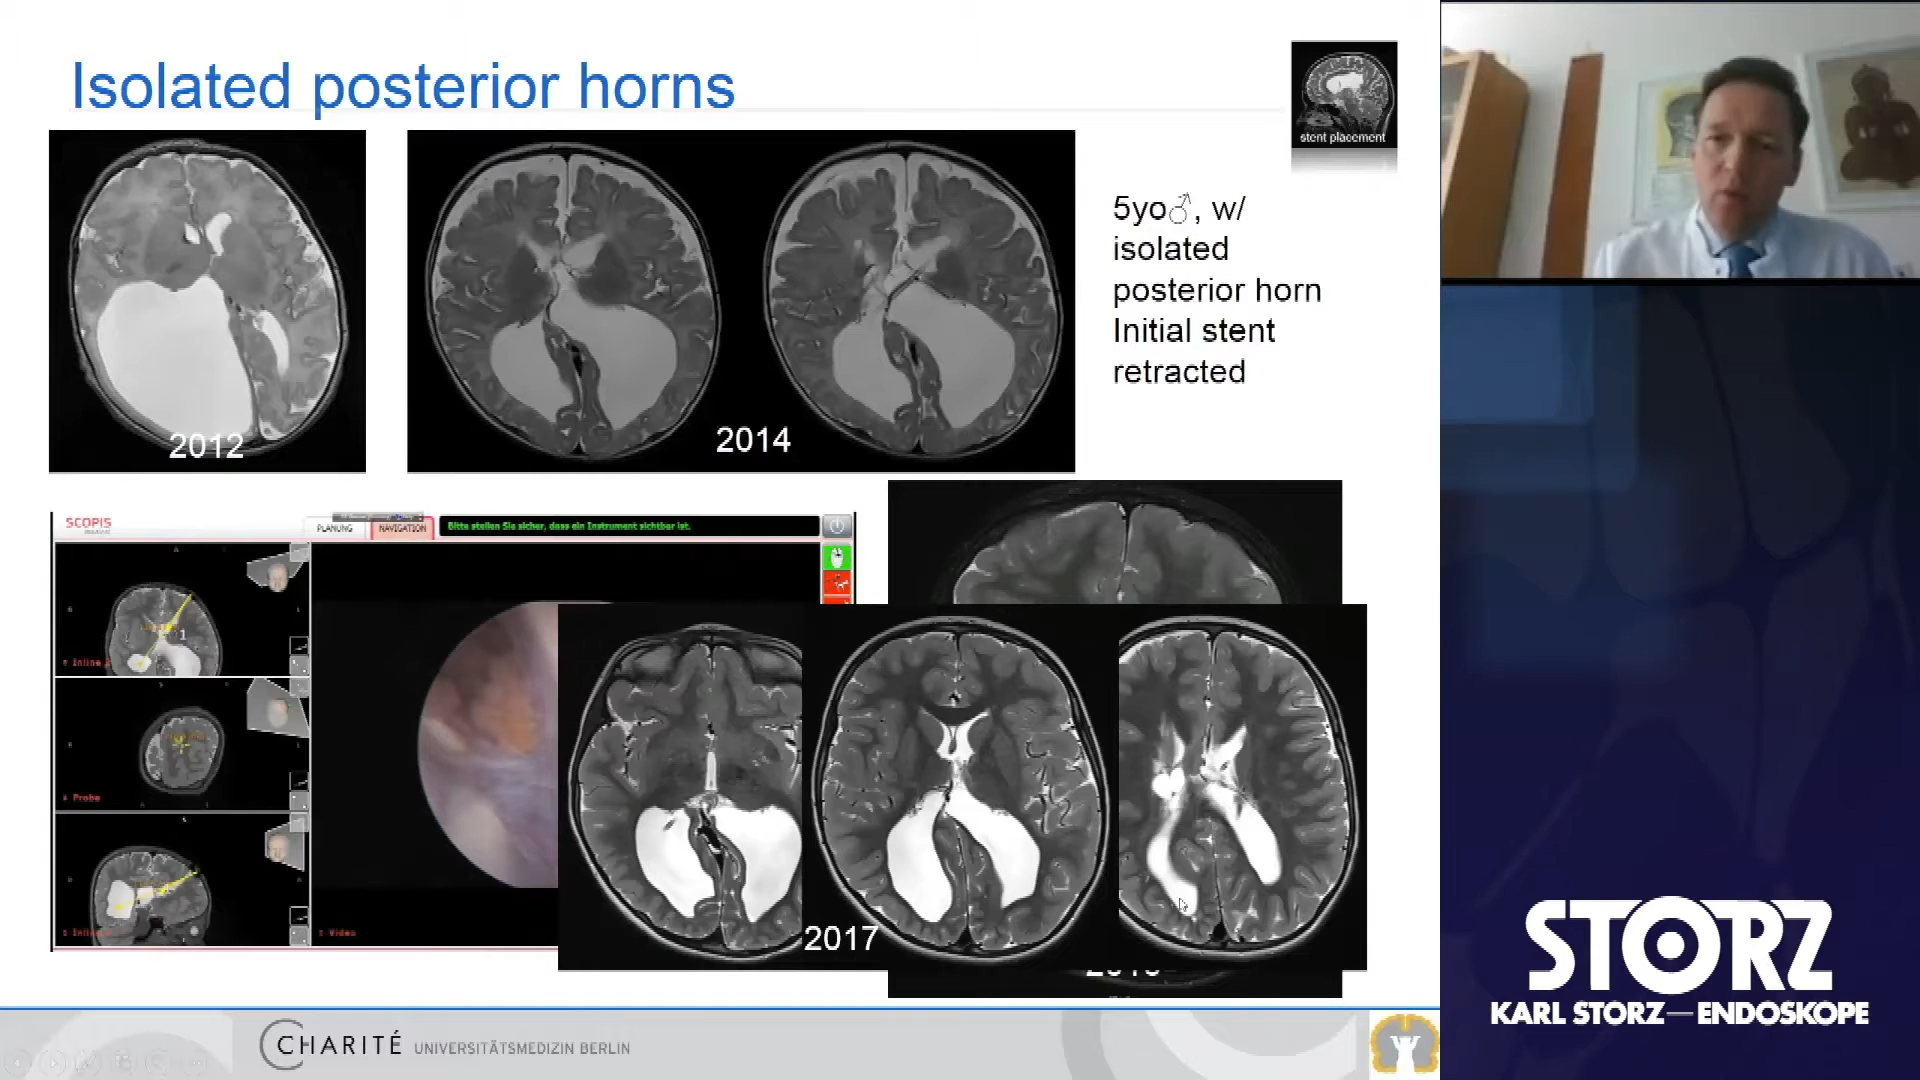 Isolated posterior horns
stent placement
5yo♂, w/
isolated
posterior horn
Initial stent
retracted
2012
2014
SCOPIS
PLANUNG
NAVIGATION
Bitte stellen Sie sicher, dass ein Instrument sichtbar ist.
Inline
Probe
Video
2017
STORZ
KARL STORZ—ENDOSKOPE
CHARITÉ UNIVERSITÄTSMEDIZIN BERLIN